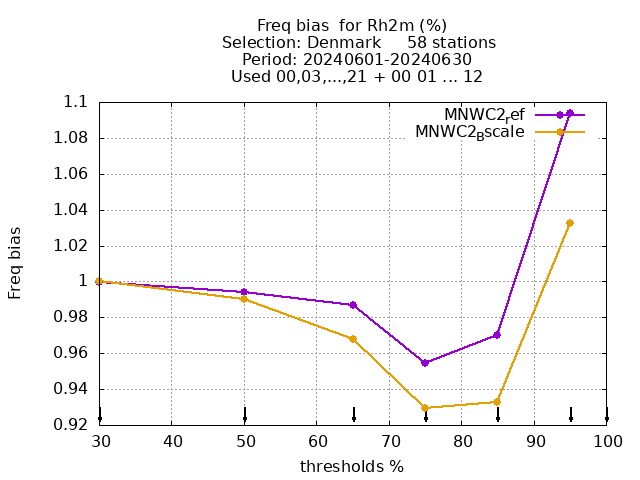 Freq bias  for Rh2m (%)
Selection: Denmark     58 stations
Period: 20240601-20240630
Used 00,03,...,21 + 00 01 ... 12
MNWC2ref
MNWC2Bscale
1.1
1.08
1.06
1.04
1.02
1
0.98
0.96
0.94
0.92
Freq bias
30 40 50 60 70 80 90 100
thresholds %